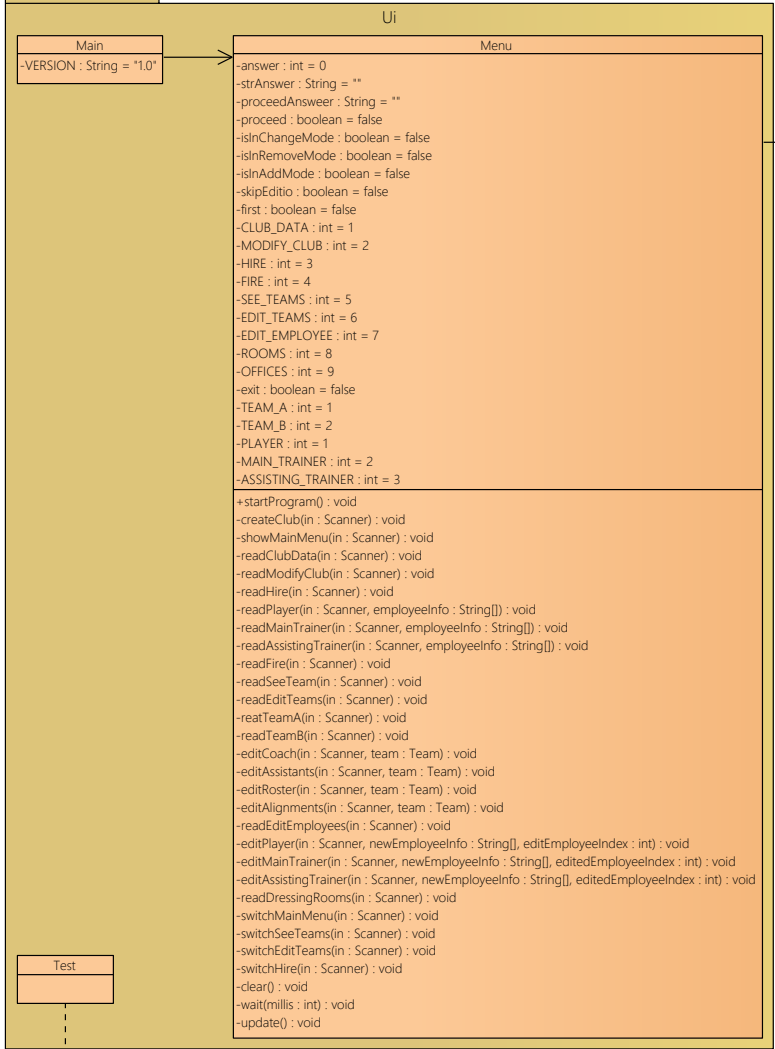 Ui
Main
-VERSION : String = "1.0"
Menu
-answer : int = 0
-strAnswer : String = ""
-proceedAnsweer : String = ""
-proceed : boolean = false
-isInChangeMode : boolean = false
-isInRemoveMode : boolean = false
-isInAddMode : boolean = false
-skipEditio : boolean = false
-first : boolean = false
-CLUB_DATA : int = 1
-MODIFY_CLUB : int = 2
-HIRE : int = 3
-FIRE : int = 4
-SEE_TEAMS : int = 5
-EDIT_TEAMS : int = 6
-EDIT_EMPLOYEE : int = 7
-ROOMS : int = 8
-OFFICES : int = 9
-exit : boolean = false
-TEAM_A : int = 1
-TEAM_B : int = 2
-PLAYER : int = 1
-MAIN_TRAINER : int = 2
-ASSISTING_TRAINER : int = 3
+startProgram() : void
-createClub(in : Scanner) : void
-showMainMenu(in : Scanner) : void
-readClubData(in : Scanner) : void
-readModifyClub(in : Scanner) : void
-readHire(in : Scanner) : void
-readPlayer(in : Scanner, employeeInfo : String[]) : void
-readMainTrainer(in : Scanner, employeeInfo : String[]) : void
-readAssistingTrainer(in : Scanner, employeeInfo : String[]) : void
-readFire(in : Scanner) : void
-readSeeTeam(in : Scanner) : void
-readEditTeams(in : Scanner) : void
-reatTeamA(in : Scanner) : void
-readTeamB(in : Scanner) : void
-editCoach(in : Scanner, team : Team) : void
-editAssistants(in : Scanner, team : Team) : void
-editRoster(in : Scanner, team : Team) : void
-editAlignments(in : Scanner, team : Team) : void
-readEditEmployees(in : Scanner) : void
-editPlayer(in : Scanner, newEmployeeInfo : String[], editEmployeeIndex : int) : void
-editMainTrainer(in : Scanner, newEmployeeInfo : String[], editedEmployeeIndex : int) : void
-editAssistingTrainer(in : Scanner, newEmployeeInfo : String[], editedEmployeeIndex : int) : void
-readDressingRooms(in : Scanner) : void
-switchMainMenu(in : Scanner) : void
-switchSeeTeams(in : Scanner) : void
-switchEditTeams(in : Scanner) : void
-switchHire(in : Scanner) : void
-clear() : void
-wait(millis : int) : void
-update() : void
Test